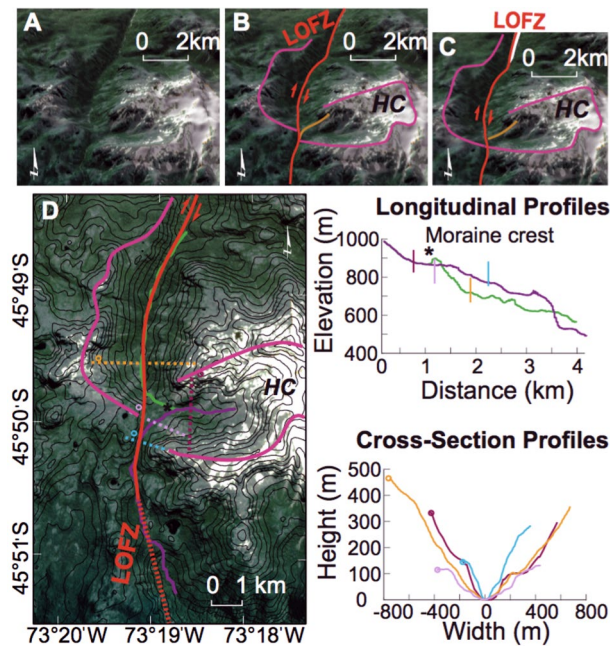 A
0 2km
B
LOFZ
0 2km
HC
C
LOFZ
0 2km
HC
D
45°49'S
45°50'S
45°51'S
HC
LOFZ
0 1 km
73°20'W 73°19'W 73°18'W
Longitudinal Profiles
Moraine crest
*
Elevation (m)
1000
800
600
400
0 1 2 3 4
Distance (km)
Cross-Section Profiles
Height (m)
500
400
300
200
100
0
-800 -400 0 400 800
Width (m)